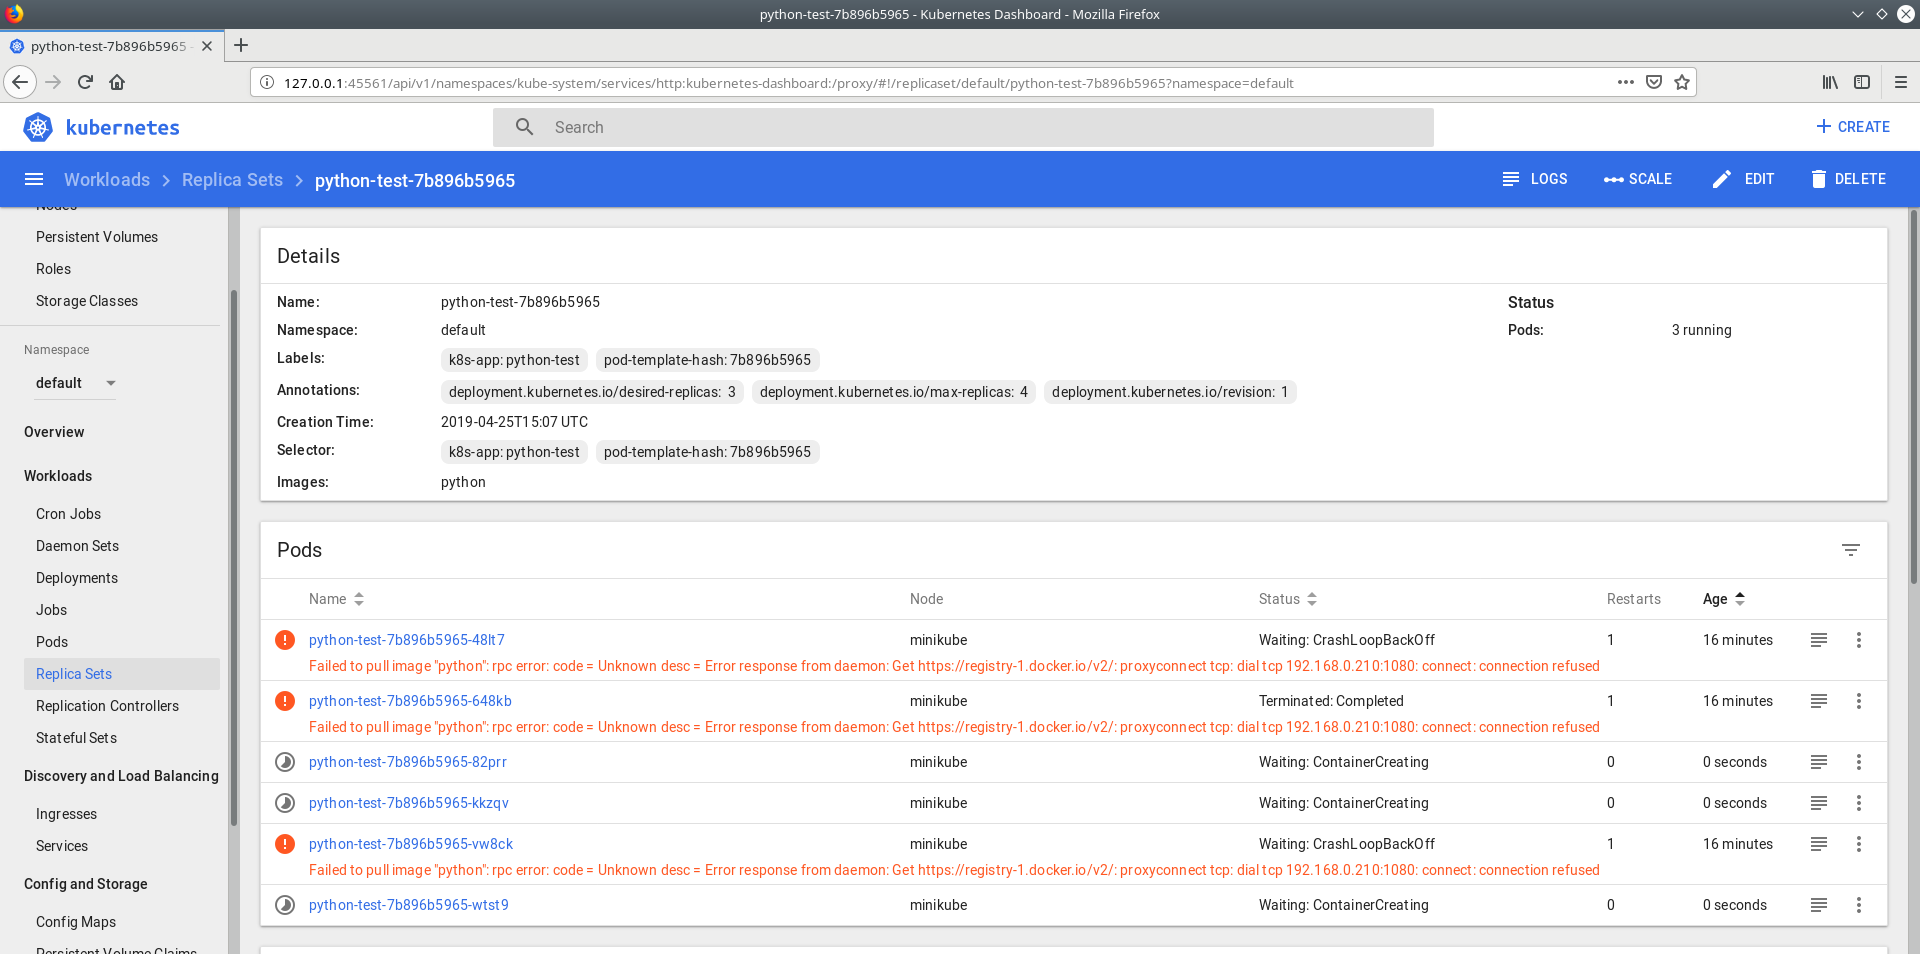 python-test-7b896b5965 - Kubernetes Dashboard - Mozilla Firefox
python-test-7b896b5965 -
127.0.0.1:45561/api/v1/namespaces/kube-system/services/http:kubernetes-dashboard:/proxy/#!/replicaset/default/python-test-7b896b5965?namespace=default
kubernetes
Search
CREATE
Workloads > Replica Sets > python-test-7b896b5965
LOGS
SCALE
EDIT
DELETE
Nodes
Persistent Volumes
Roles
Storage Classes
Namespace
default
Overview
Workloads
Cron Jobs
Daemon Sets
Deployments
Jobs
Pods
Replica Sets
Replication Controllers
Stateful Sets
Discovery and Load Balancing
Ingresses
Services
Config and Storage
Config Maps
Persistent Volume Claims
Details
Name: python-test-7b896b5965
Namespace: default
Labels: k8s-app: python-test pod-template-hash: 7b896b5965
Annotations: deployment.kubernetes.io/desired-replicas: 3 deployment.kubernetes.io/max-replicas: 4 deployment.kubernetes.io/revision: 1
Creation Time: 2019-04-25T15:07 UTC
Selector: k8s-app: python-test pod-template-hash: 7b896b5965
Images: python
Status
Pods: 3 running
Pods
Name Node Status Restarts Age
python-test-7b896b5965-48lt7 minikube Waiting: CrashLoopBackOff 1 16 minutes
Failed to pull image "python": rpc error: code = Unknown desc = Error response from daemon: Get https://registry-1.docker.io/v2/: proxyconnect tcp: dial tcp 192.168.0.210:1080: connect: connection refused
python-test-7b896b5965-648kb minikube Terminated: Completed 1 16 minutes
Failed to pull image "python": rpc error: code = Unknown desc = Error response from daemon: Get https://registry-1.docker.io/v2/: proxyconnect tcp: dial tcp 192.168.0.210:1080: connect: connection refused
python-test-7b896b5965-82prr minikube Waiting: ContainerCreating 0 0 seconds
python-test-7b896b5965-kkzqv minikube Waiting: ContainerCreating 0 0 seconds
python-test-7b896b5965-vw8ck minikube Waiting: CrashLoopBackOff 1 16 minutes
Failed to pull image "python": rpc error: code = Unknown desc = Error response from daemon: Get https://registry-1.docker.io/v2/: proxyconnect tcp: dial tcp 192.168.0.210:1080: connect: connection refused
python-test-7b896b5965-wtst9 minikube Waiting: ContainerCreating 0 0 seconds